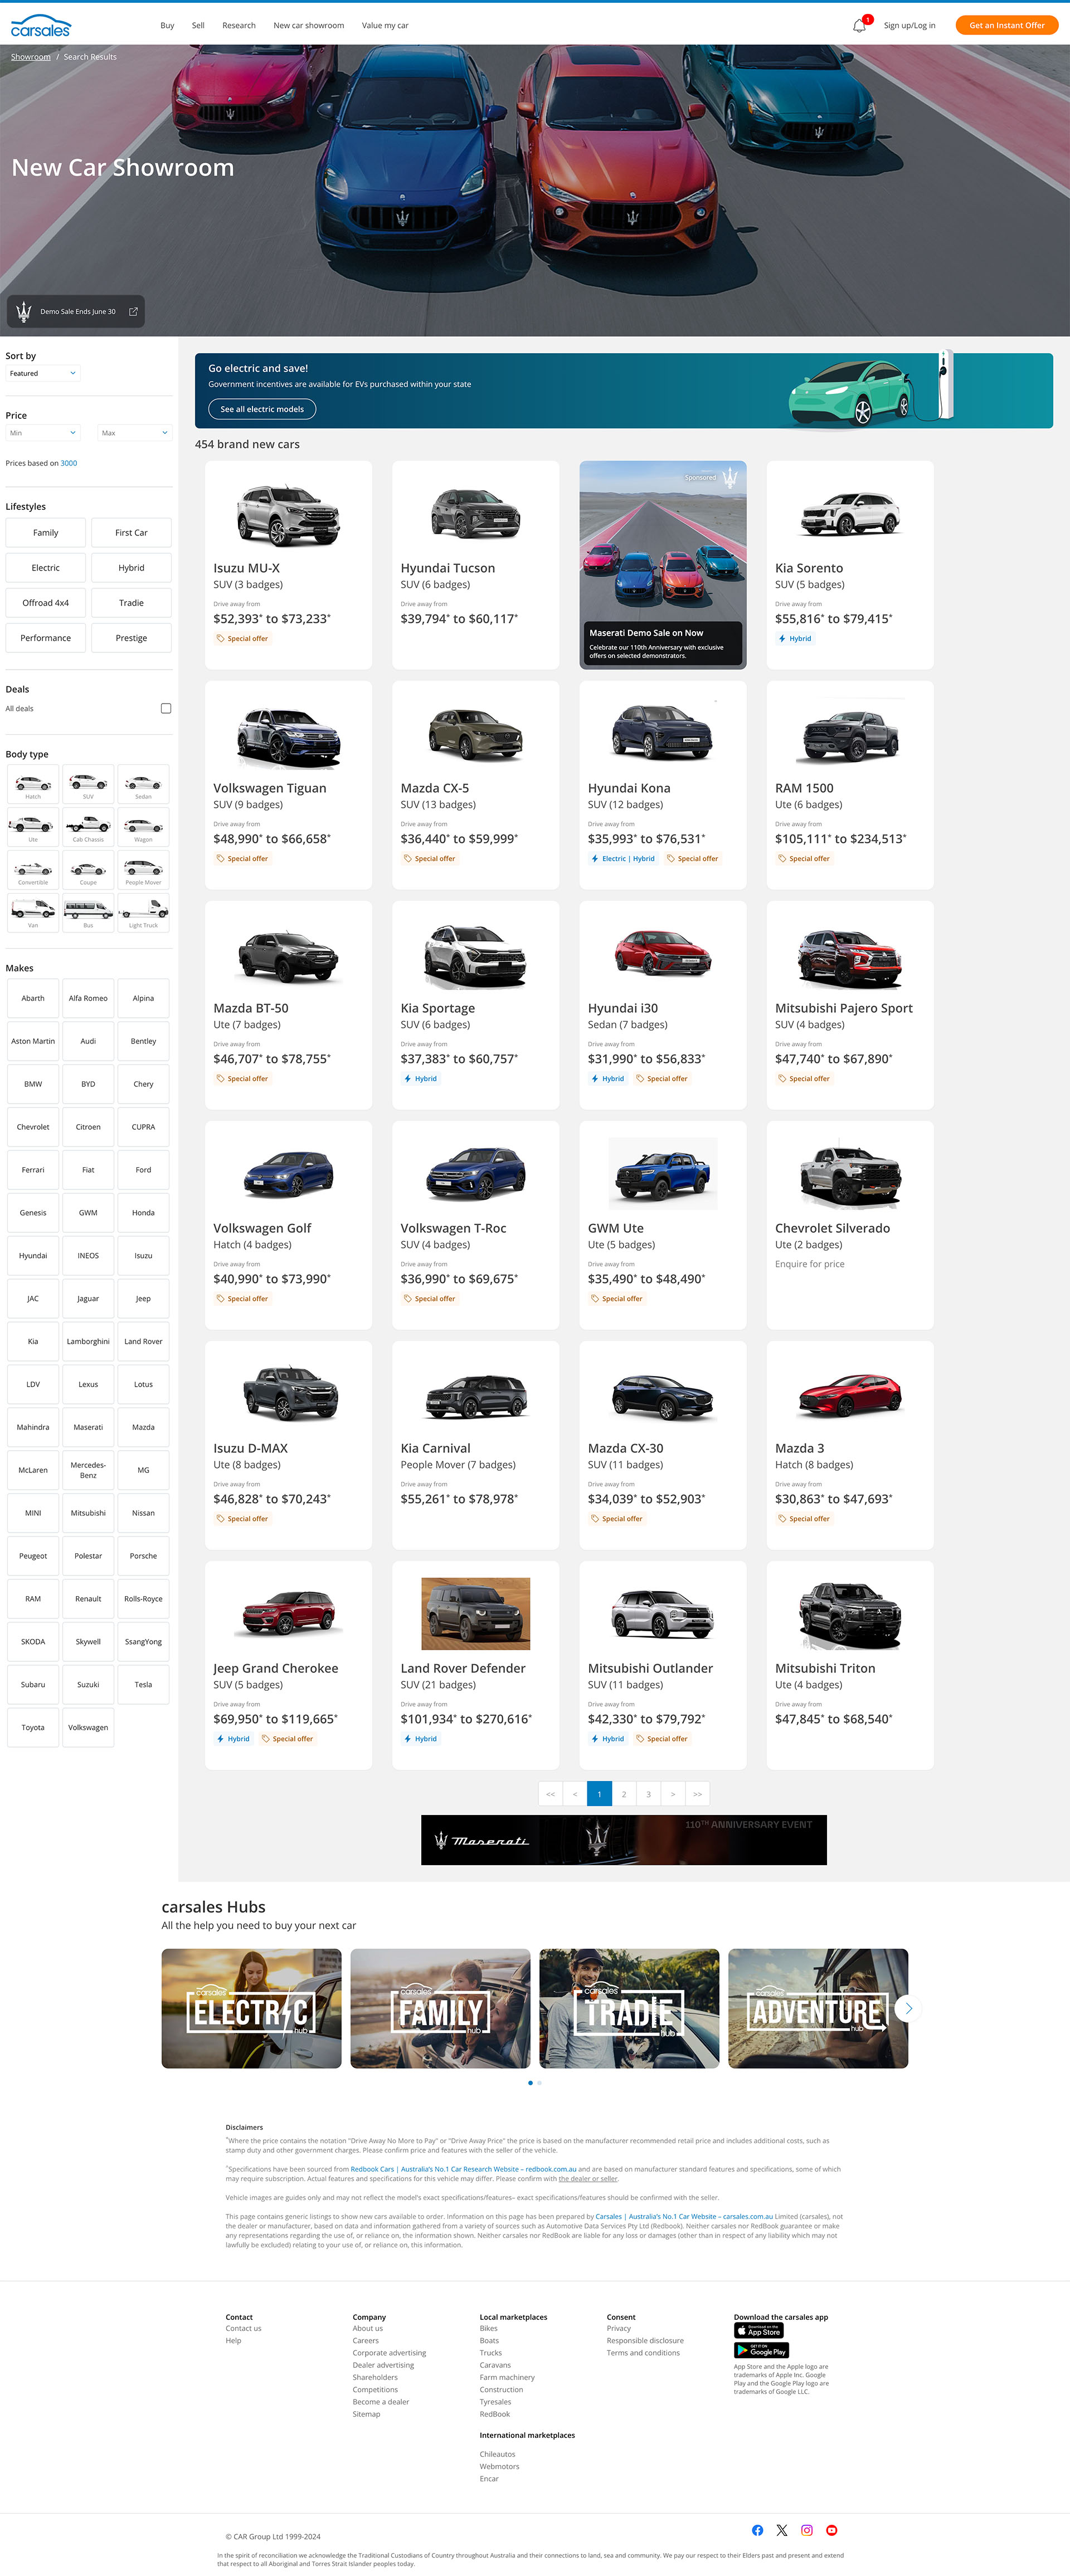 carsales
Buy
Sell
Research
New car showroom
Value my car
1
Sign up/Log in
Get an Instant Offer
Showroom / Search Results
New Car Showroom
Demo Sale Ends June 30
Sort by
Featured
Price
Min
Max
Prices based on 3000
Lifestyles
Family
First Car
Electric
Hybrid
Offroad 4x4
Tradie
Performance
Prestige
Deals
All deals
Body type
Hatch
SUV
Sedan
Ute
Cab Chassis
Wagon
Convertible
Coupe
People Mover
Van
Bus
Light Truck
Makes
Abarth
Alfa Romeo
Alpina
Aston Martin
Audi
Bentley
BMW
BYD
Chery
Chevrolet
Citroen
CUPRA
Ferrari
Fiat
Ford
Genesis
GWM
Honda
Hyundai
INEOS
Isuzu
JAC
Jaguar
Jeep
Kia
Lamborghini
Land Rover
LDV
Lexus
Lotus
Mahindra
Maserati
Mazda
McLaren
Mercedes-
Benz
MG
MINI
Mitsubishi
Nissan
Peugeot
Polestar
Porsche
RAM
Renault
Rolls-Royce
SKODA
Skywell
SsangYong
Subaru
Suzuki
Tesla
Toyota
Volkswagen
Go electric and save!
Government incentives are available for EVs purchased within your state
See all electric models
454 brand new cars
Isuzu MU-X
SUV (3 badges)
Drive away from
$52,393* to $73,233*
Special offer
Hyundai Tucson
SUV (6 badges)
Drive away from
$39,794* to $60,117*
Sponsored
Maserati Demo Sale on Now
Celebrate our 110th Anniversary with exclusive
offers on selected demonstrators.
Kia Sorento
SUV (5 badges)
Drive away from
$55,816* to $79,415*
Hybrid
Volkswagen Tiguan
SUV (9 badges)
Drive away from
$48,990* to $66,658*
Special offer
Mazda CX-5
SUV (13 badges)
Drive away from
$36,440* to $59,999*
Special offer
Hyundai Kona
SUV (12 badges)
Drive away from
$35,993* to $76,531*
Electric | Hybrid
Special offer
RAM 1500
Ute (6 badges)
Drive away from
$105,111* to $234,513*
Special offer
Mazda BT-50
Ute (7 badges)
Drive away from
$46,707* to $78,755*
Special offer
Kia Sportage
SUV (6 badges)
Drive away from
$37,383* to $60,757*
Hybrid
Hyundai i30
Sedan (7 badges)
Drive away from
$31,990* to $56,833*
Hybrid
Special offer
Mitsubishi Pajero Sport
SUV (4 badges)
Drive away from
$47,740* to $67,890*
Special offer
Volkswagen Golf
Hatch (4 badges)
Drive away from
$40,990* to $73,990*
Special offer
Volkswagen T-Roc
SUV (4 badges)
Drive away from
$36,990* to $69,675*
Special offer
GWM Ute
Ute (5 badges)
Drive away from
$35,490* to $48,490*
Special offer
Chevrolet Silverado
Ute (2 badges)
Enquire for price
Isuzu D-MAX
Ute (8 badges)
Drive away from
$46,828* to $70,243*
Special offer
Kia Carnival
People Mover (7 badges)
Drive away from
$55,261* to $78,978*
Mazda CX-30
SUV (11 badges)
Drive away from
$34,039* to $52,903*
Special offer
Mazda 3
Hatch (8 badges)
Drive away from
$30,863* to $47,693*
Special offer
Jeep Grand Cherokee
SUV (5 badges)
Drive away from
$69,950* to $119,665*
Hybrid
Special offer
Land Rover Defender
SUV (21 badges)
Drive away from
$101,934* to $270,616*
Hybrid
Mitsubishi Outlander
SUV (11 badges)
Drive away from
$42,330* to $79,792*
Hybrid
Special offer
Mitsubishi Triton
Ute (4 badges)
Drive away from
$47,845* to $68,540*
<< < 1 2 3 > >>
Maserati
110TH ANNIVERSARY EVENT
carsales Hubs
All the help you need to buy your next car
carsales
ELECTRIC
hub
carsales
FAMILY
hub
carsales
TRADIE
hub
carsales
ADVENTURE
hub
Disclaimers
*Where the price contains the notation "Drive Away No More to Pay" or "Drive Away Price" the price is based on the manufacturer recommended retail price and includes additional costs, such as
stamp duty and other government charges. Please confirm price and features with the seller of the vehicle.
*Specifications have been sourced from Redbook Cars | Australia's No.1 Car Research Website – redbook.com.au and are based on manufacturer standard features and specifications, some of which
may require subscription. Actual features and specifications for this vehicle may differ. Please confirm with the dealer or seller.
Vehicle images are guides only and may not reflect the model's exact specifications/features– exact specifications/features should be confirmed with the seller.
This page contains generic listings to show new cars available to order. Information on this page has been prepared by Carsales | Australia's No.1 Car Website – carsales.com.au Limited (carsales), not
the dealer or manufacturer, based on data and information gathered from a variety of sources such as Automotive Data Services Pty Ltd (Redbook). Neither carsales nor RedBook guarantee or make
any representations regarding the use of, or reliance on, the information shown. Neither carsales nor RedBook are liable for any loss or damages (other than in respect of any liability which may not
lawfully be excluded) relating to your use of, or reliance on, this information.
Contact
Contact us
Help
Company
About us
Careers
Corporate advertising
Dealer advertising
Shareholders
Competitions
Become a dealer
Sitemap
Local marketplaces
Bikes
Boats
Trucks
Caravans
Farm machinery
Construction
Tyresales
RedBook
International marketplaces
Chileautos
Webmotors
Encar
Consent
Privacy
Responsible disclosure
Terms and conditions
Download the carsales app
Download on the
App Store
GET IT ON
Google Play
App Store and the Apple logo are
trademarks of Apple Inc. Google
Play and the Google Play logo are
trademarks of Google LLC.
© CAR Group Ltd 1999-2024
In the spirit of reconciliation we acknowledge the Traditional Custodians of Country throughout Australia and their connections to land, sea and community. We pay our respect to their Elders past and present and extend
that respect to all Aboriginal and Torres Strait Islander peoples today.